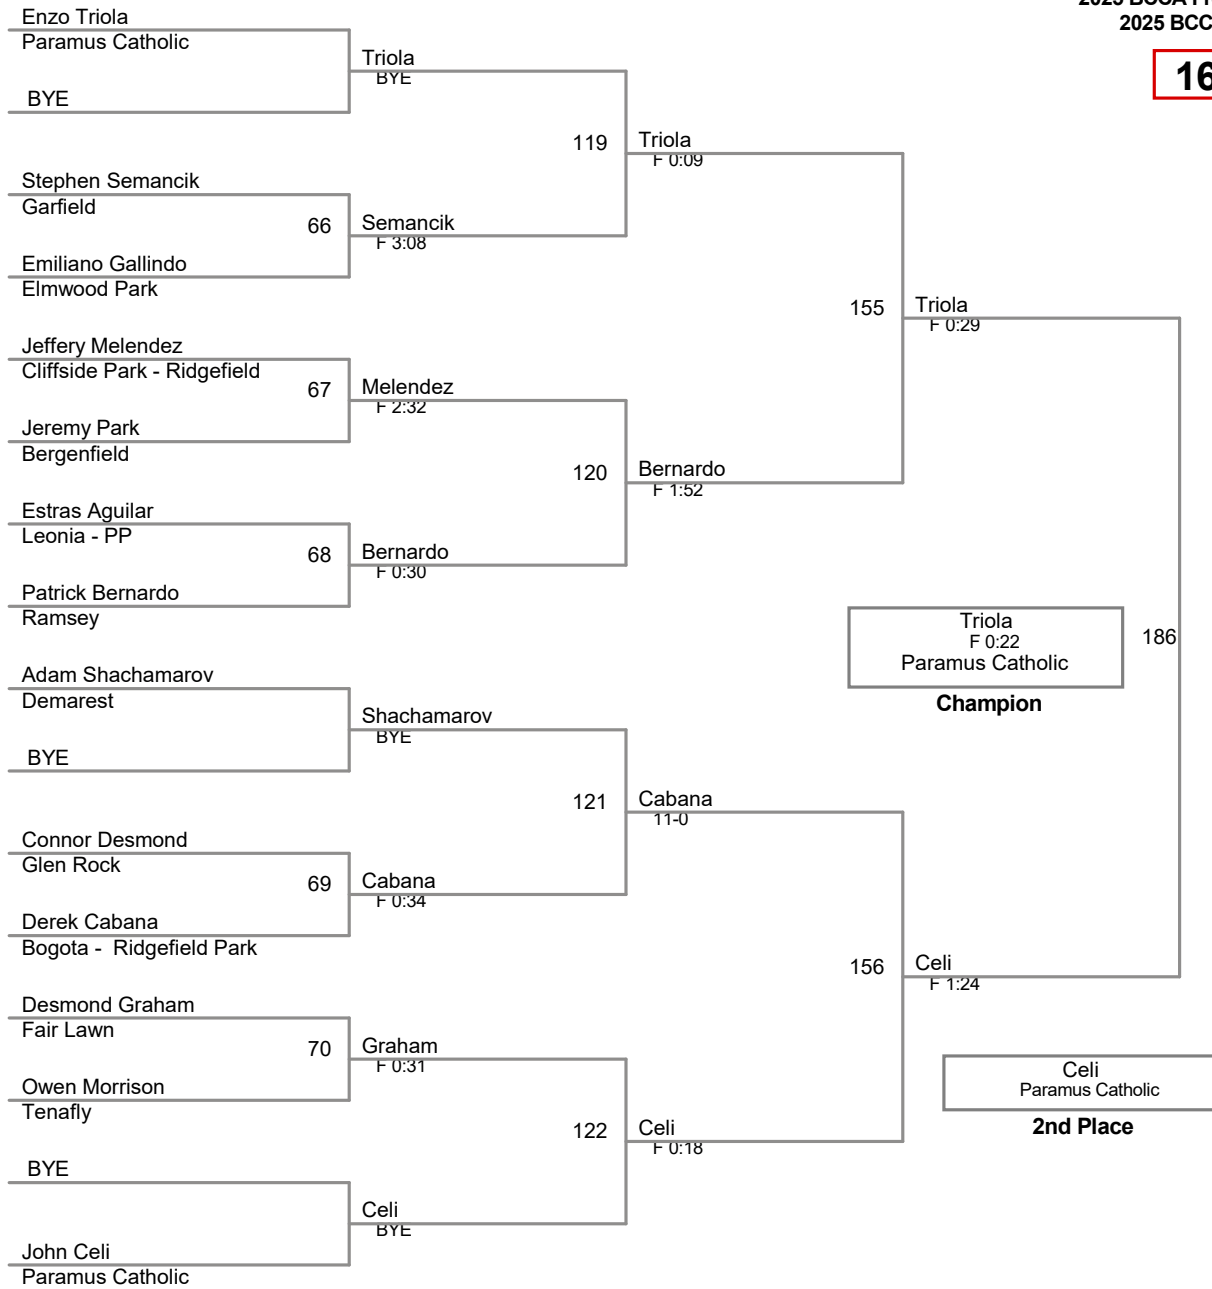 2025 BCC
16
Enzo Triola
Paramus Catholic
BYE
Triola
BYE
119
Triola
F 0:09
Stephen Semancik
Garfield
66
Semancik
F 3:08
Emiliano Gallindo
Elmwood Park
155
Triola
F 0:29
Jeffery Melendez
Cliffside Park - Ridgefield
67
Melendez
F 2:32
Jeremy Park
Bergenfield
120
Bernardo
F 1:52
Estras Aguilar
Leonia - PP
68
Bernardo
F 0:30
Patrick Bernardo
Ramsey
Triola
F 0:22
Paramus Catholic
Champion
186
Adam Shachamarov
Demarest
Shachamarov
BYE
BYE
121
Cabana
11-0
Connor Desmond
Glen Rock
69
Cabana
F 0:34
Derek Cabana
Bogota -  Ridgefield Park
156
Celi
F 1:24
Desmond Graham
Fair Lawn
70
Graham
F 0:31
Owen Morrison
Tenafly
Celi
Paramus Catholic
2nd Place
122
Celi
F 0:18
BYE
Celi
BYE
John Celi
Paramus Catholic